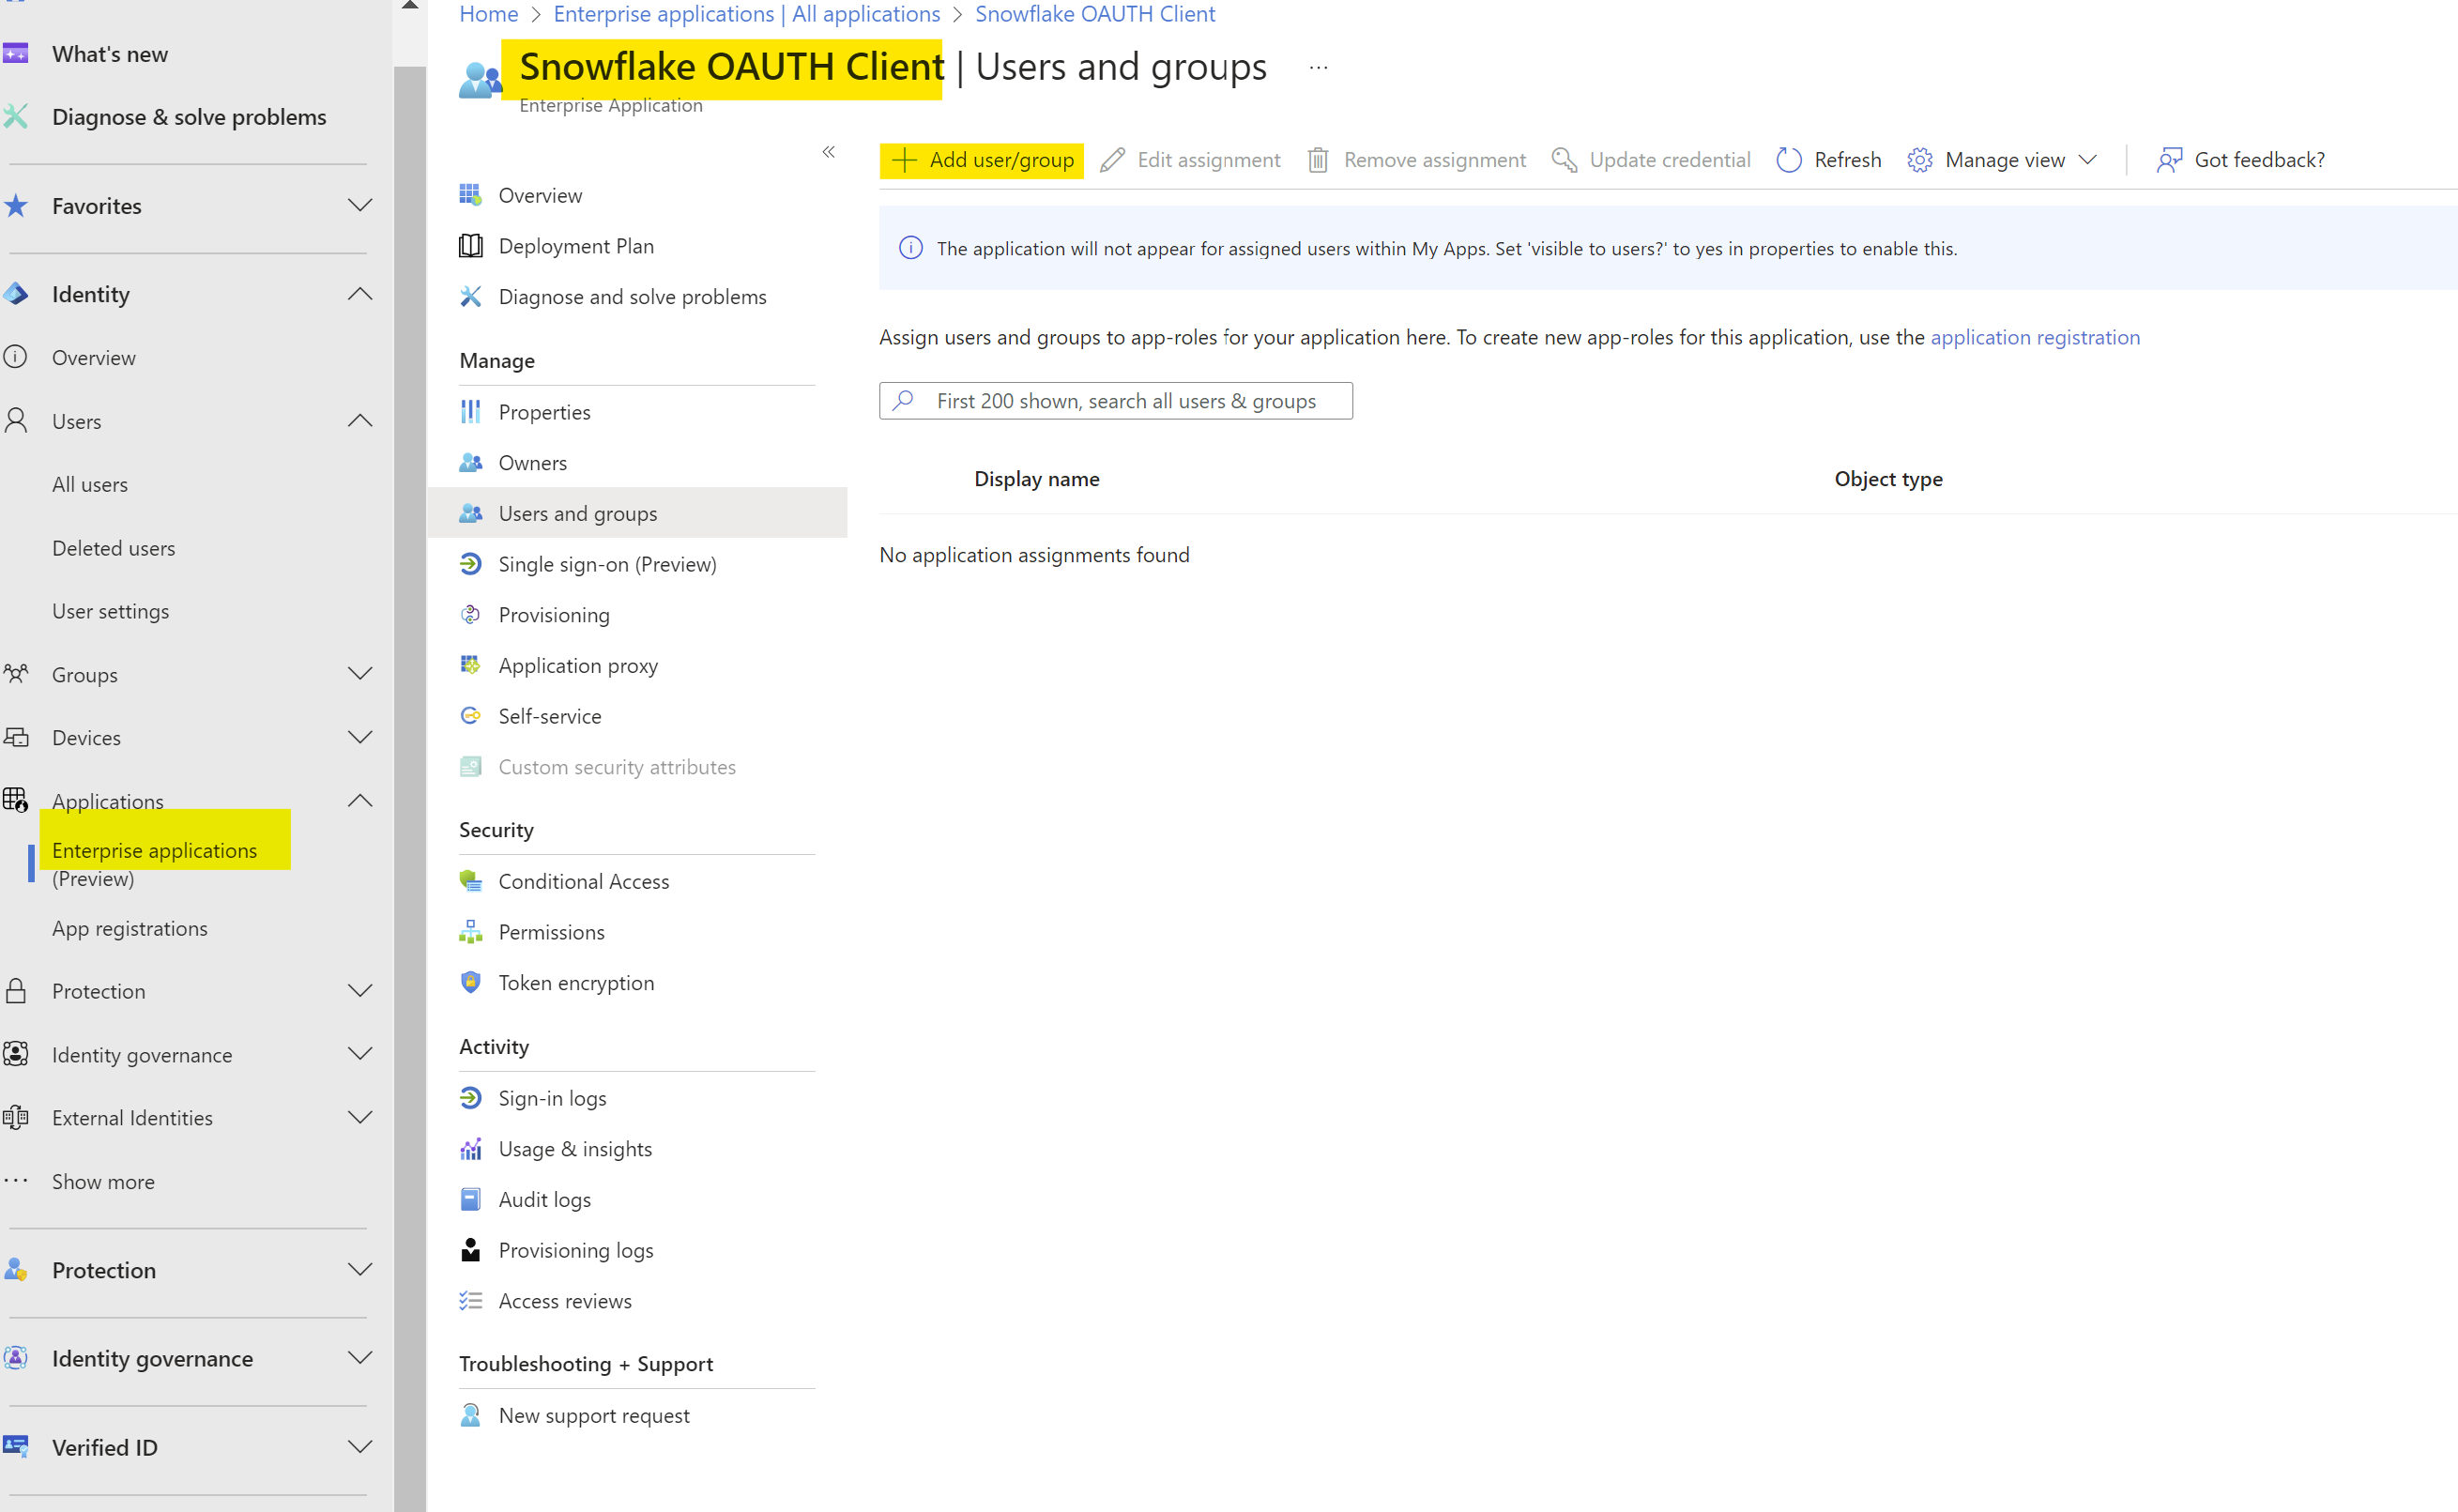 What's new
Diagnose & solve problems
Favorites
Identity
Overview
Users
All users
Deleted users
User settings
Groups
Devices
Applications
Enterprise applications
(Preview)
App registrations
Protection
Identity governance
External Identities
Show more
Protection
Identity governance
Verified ID
Home > Enterprise applications | All applications > Snowflake OAUTH Client
Snowflake OAUTH Client | Users and groups ...
Enterprise Application
Overview
Deployment Plan
Diagnose and solve problems
Manage
Properties
Owners
Users and groups
Single sign-on (Preview)
Provisioning
Application proxy
Self-service
Custom security attributes
Security
Conditional Access
Permissions
Token encryption
Activity
Sign-in logs
Usage & insights
Audit logs
Provisioning logs
Access reviews
Troubleshooting + Support
New support request
Add user/group Edit assignment Remove assignment Update credential Refresh Manage view Got feedback?
The application will not appear for assigned users within My Apps. Set 'visible to users?' to yes in properties to enable this.
Assign users and groups to app-roles for your application here. To create new app-roles for this application, use the application registration
First 200 shown, search all users & groups
Display name Object type
No application assignments found